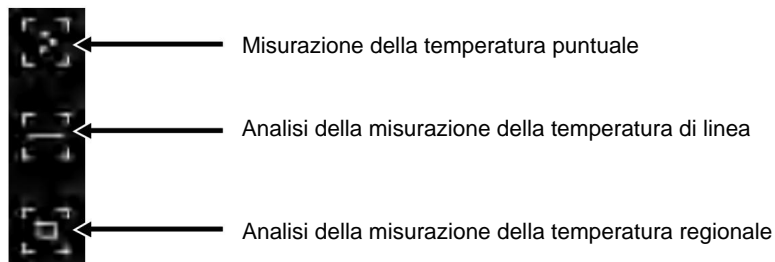 Misurazione della temperatura puntuale
Analisi della misurazione della temperatura di linea
Analisi della misurazione della temperatura regionale